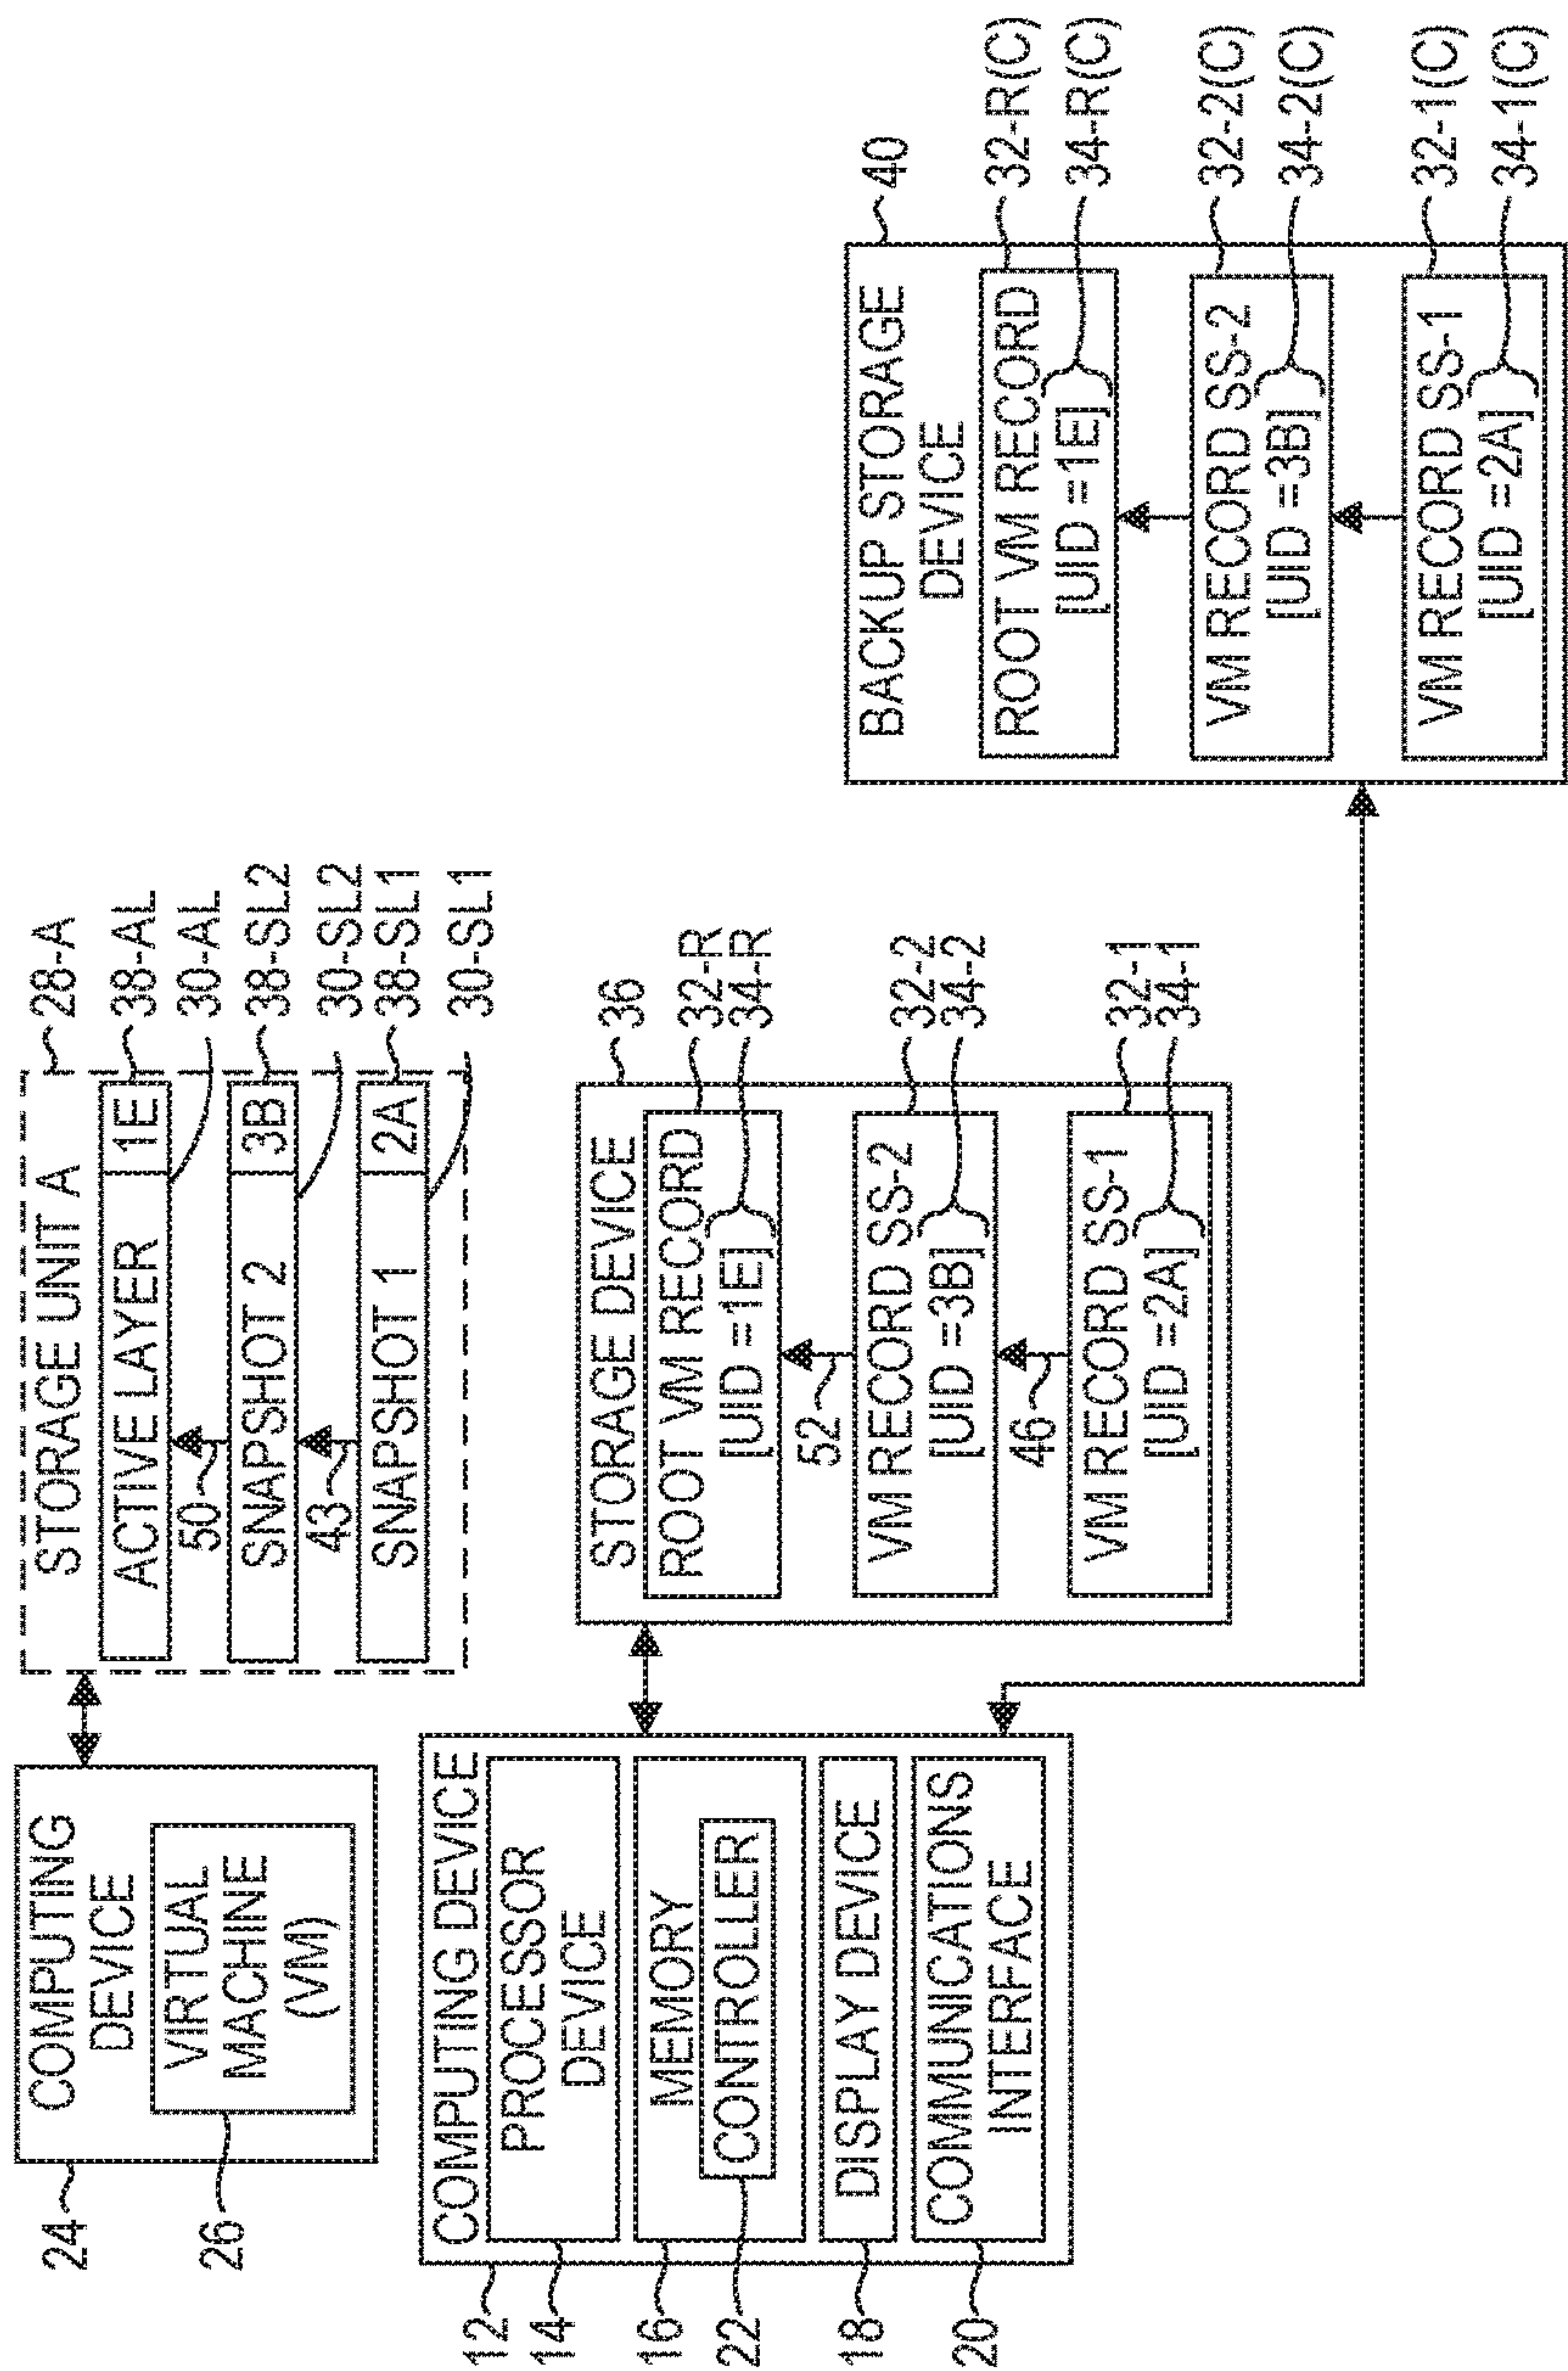 24
COMPUTING
DEVICE
26
VIRTUAL
MACHINE
(VM)
STORAGE UNIT A
28-A
ACTIVE LAYER
1E
38-AL
50
30-AL
SNAPSHOT 2
3B
38-SL2
43
30-SL2
SNAPSHOT 1
2A
38-SL1
30-SL1
12
COMPUTING DEVICE
14
PROCESSOR
DEVICE
16
MEMORY
22
CONTROLLER
18
DISPLAY DEVICE
20
COMMUNICATIONS
INTERFACE
STORAGE DEVICE
36
ROOT VM RECORD
32-R
[UID =1E]
34-R
52
VM RECORD SS-2
32-2
[UID =3B]
34-2
46
VM RECORD SS-1
32-1
[UID =2A]
34-1
BACKUP STORAGE
DEVICE
40
ROOT VM RECORD
32-R(C)
[UID =1E]
34-R(C)
VM RECORD SS-2
32-2(C)
[UID =3B]
34-2(C)
VM RECORD SS-1
32-1(C)
[UID =2A]
34-1(C)